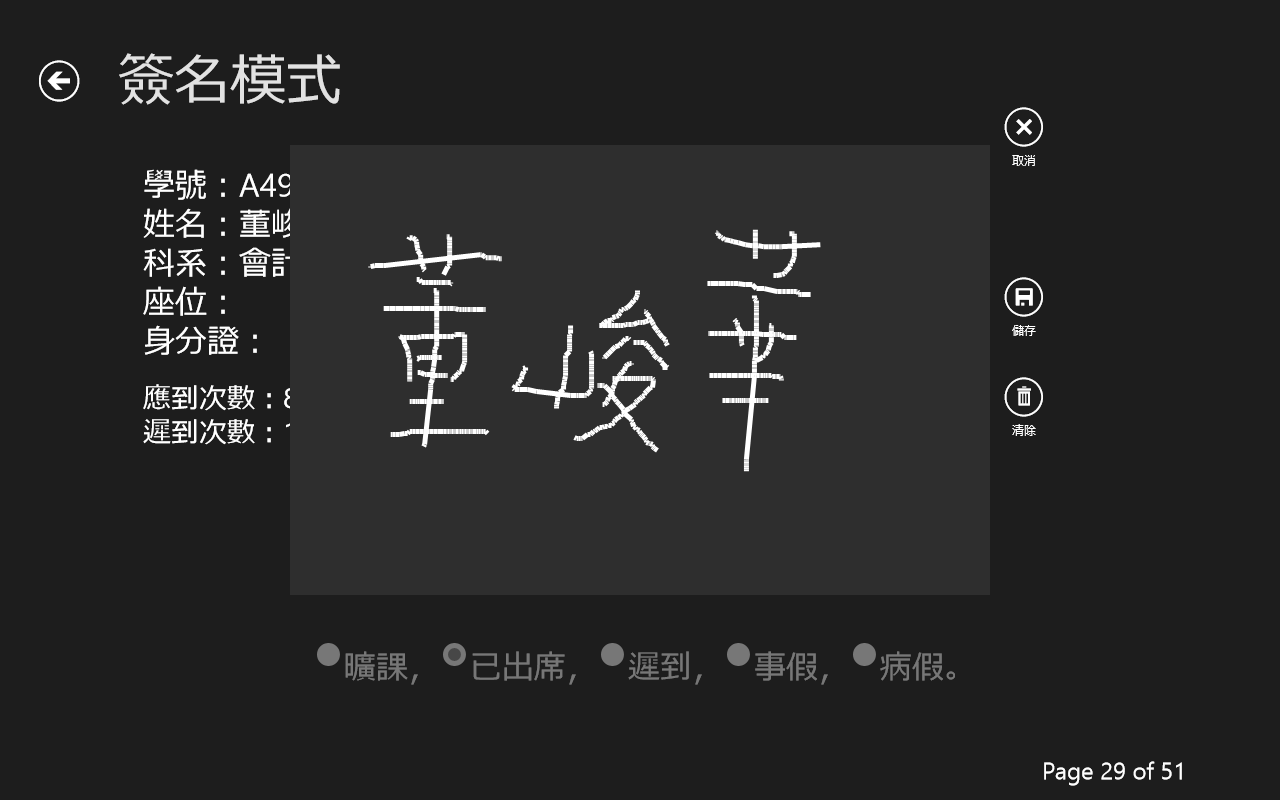 簽名模式
取消
學號：A49
姓名：董峻
科系：會計
座位：
身分證：
應到次數：8
遲到次數：1
董峻華
儲存
清除
曠課, 已出席, 遲到, 事假, 病假。
Page 29 of 51